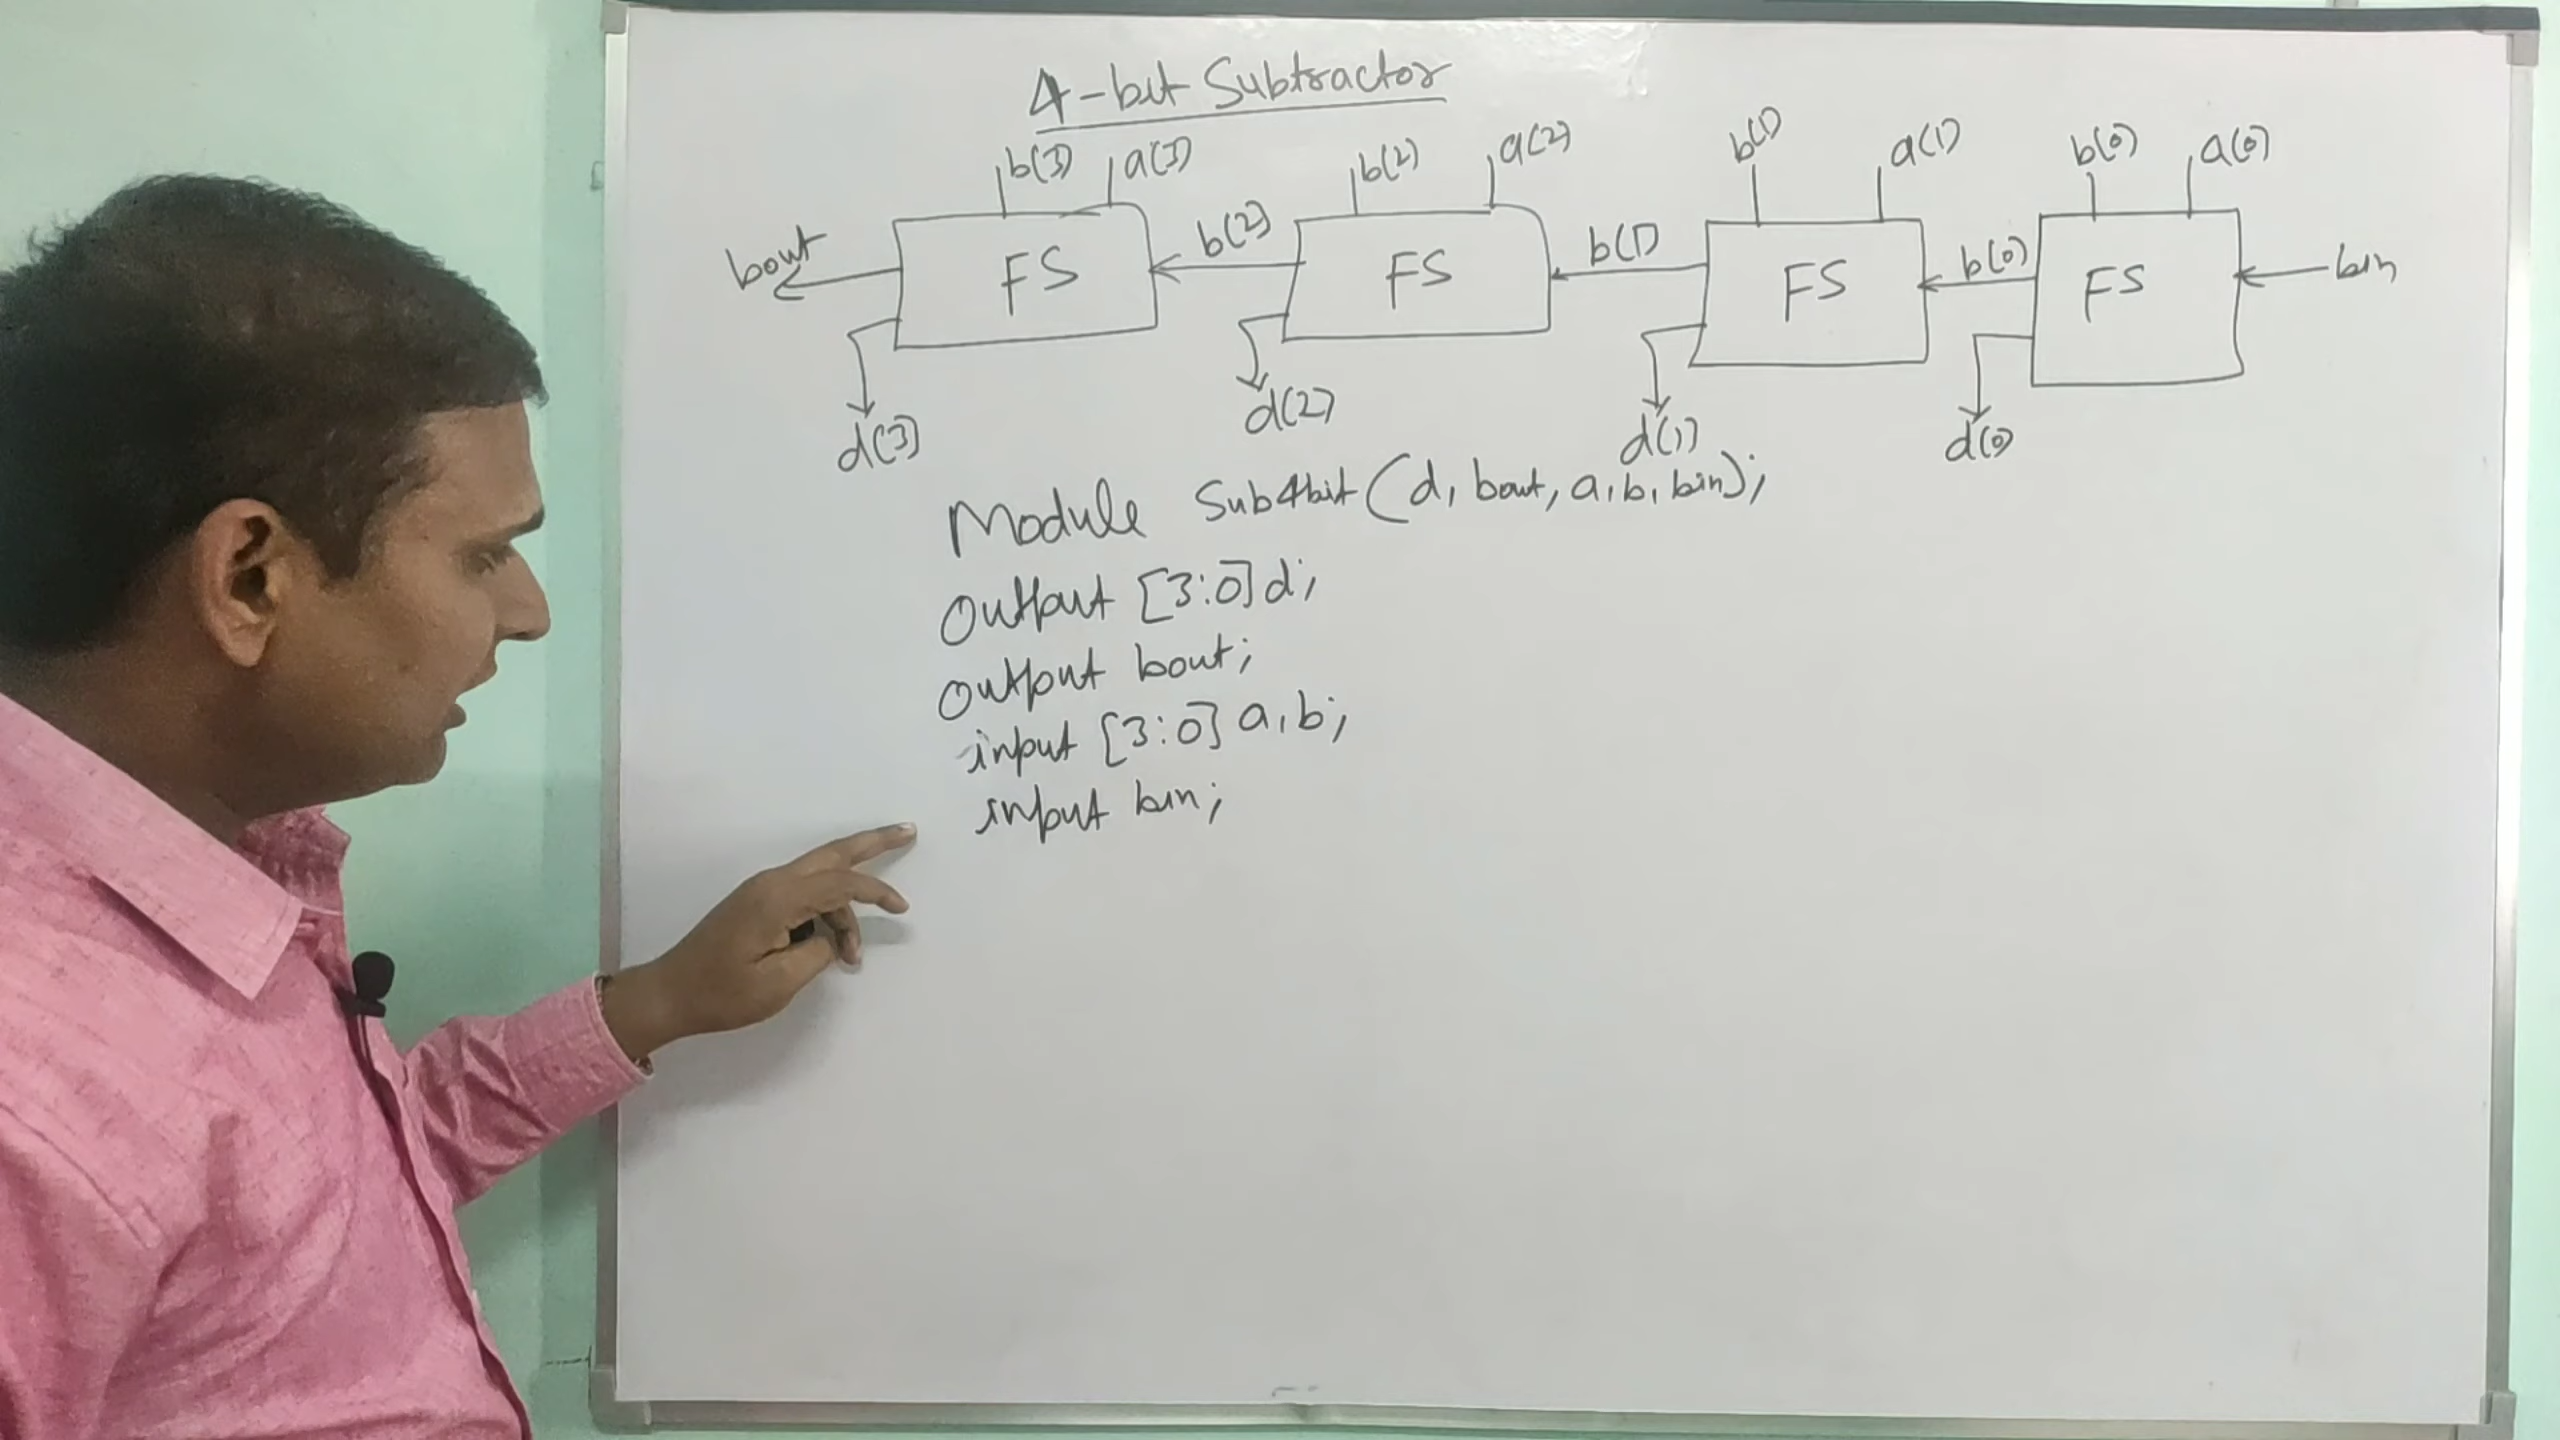 4-bit Subtractor
b(3) a(3) b(2) a(2) b(1) a(1) b(0) a(0)
bout FS b(2) FS b(1) FS b(0) FS bin
d(3) d(2) d(1) d(0)
Module Sub4bit (d, bout, a, b, bin);
Output [3:0] d;
Output bout;
input [3:0] a, b;
input bin;